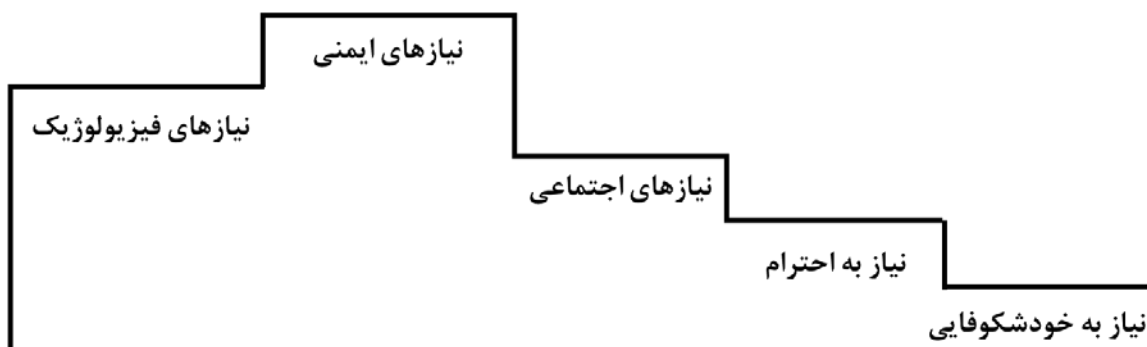 نیازهای ایمنی
نیازهای فیزیولوژیک
نیازهای اجتماعی
نیاز به احترام
نیاز به خودشکوفایی